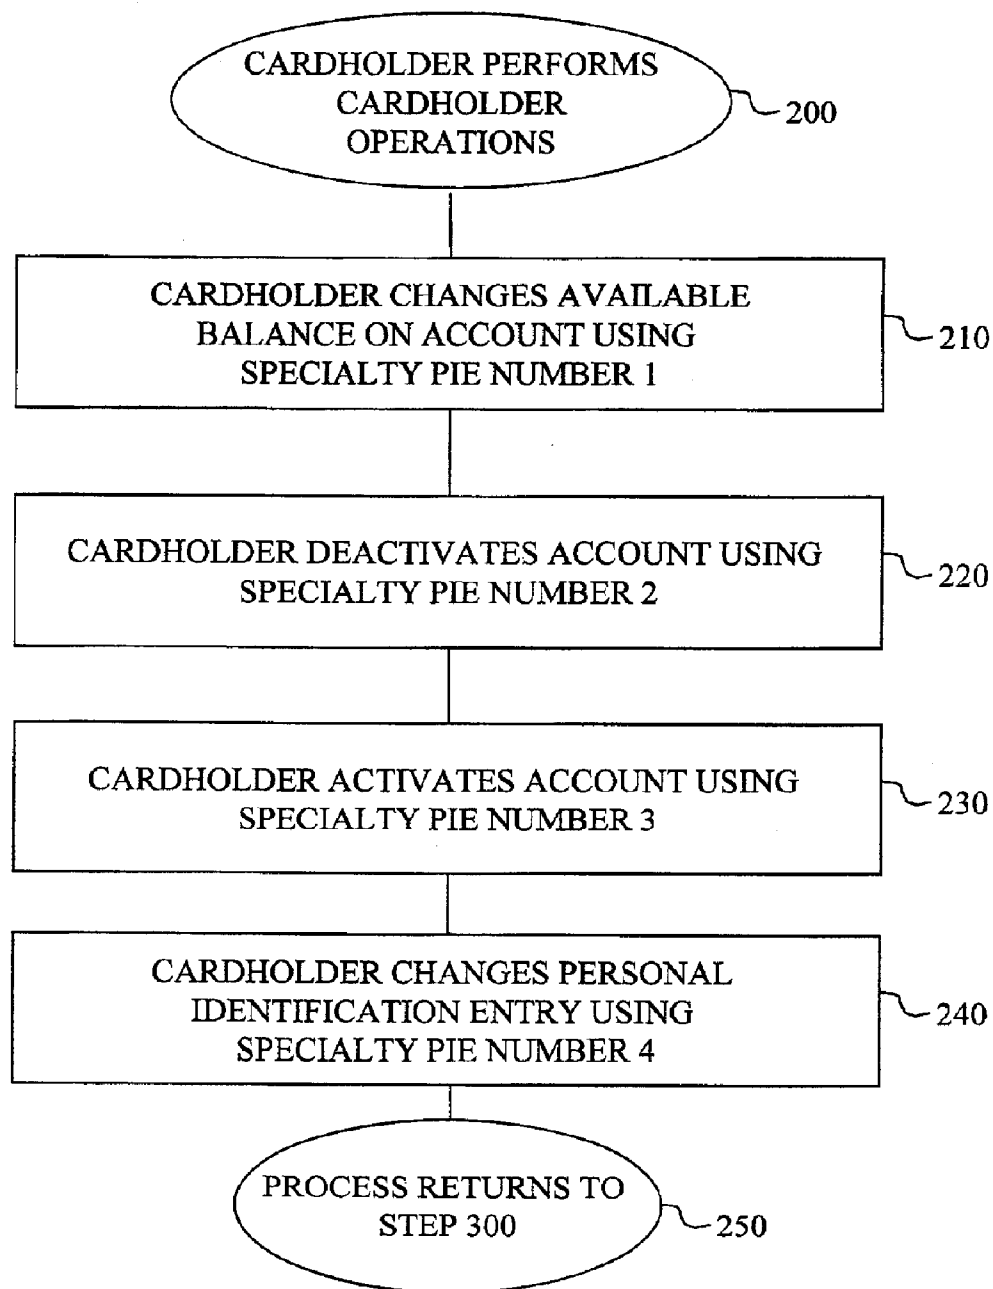 CARDHOLDER PERFORMS
CARDHOLDER
OPERATIONS
200
CARDHOLDER CHANGES AVAILABLE
BALANCE ON ACCOUNT USING
SPECIALTY PIE NUMBER 1
210
CARDHOLDER DEACTIVATES ACCOUNT USING
SPECIALTY PIE NUMBER 2
220
CARDHOLDER ACTIVATES ACCOUNT USING
SPECIALTY PIE NUMBER 3
230
CARDHOLDER CHANGES PERSONAL
IDENTIFICATION ENTRY USING
SPECIALTY PIE NUMBER 4
240
PROCESS RETURNS TO
STEP 300
250